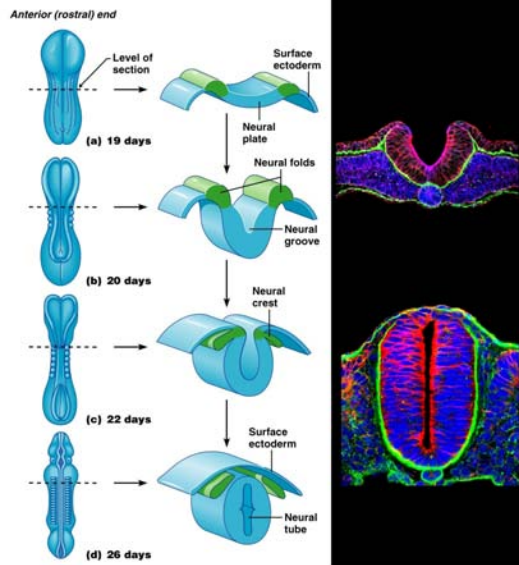 Anterior (rostral) end
Level of
section
Surface
ectoderm
Neural
plate
(a) 19 days
Neural folds
Neural
groove
(b) 20 days
Neural
crest
(c) 22 days
Surface
ectoderm
Neural
tube
(d) 26 days